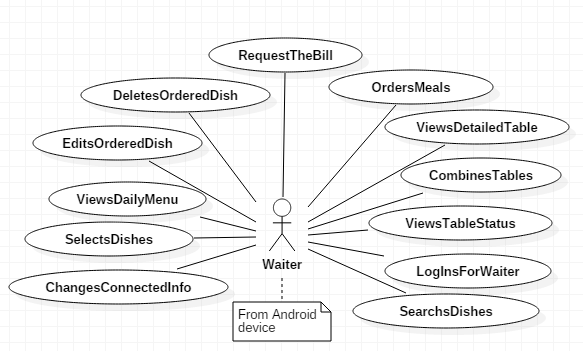 RequestTheBill
DeletesOrderedDish
OrdersMeals
EditsOrderedDish
ViewsDetailedTable
ViewsDailyMenu
CombinesTables
SelectsDishes
ViewsTableStatus
ChangesConnectedInfo
LogInsForWaiter
SearchsDishes
Waiter
From Android
device